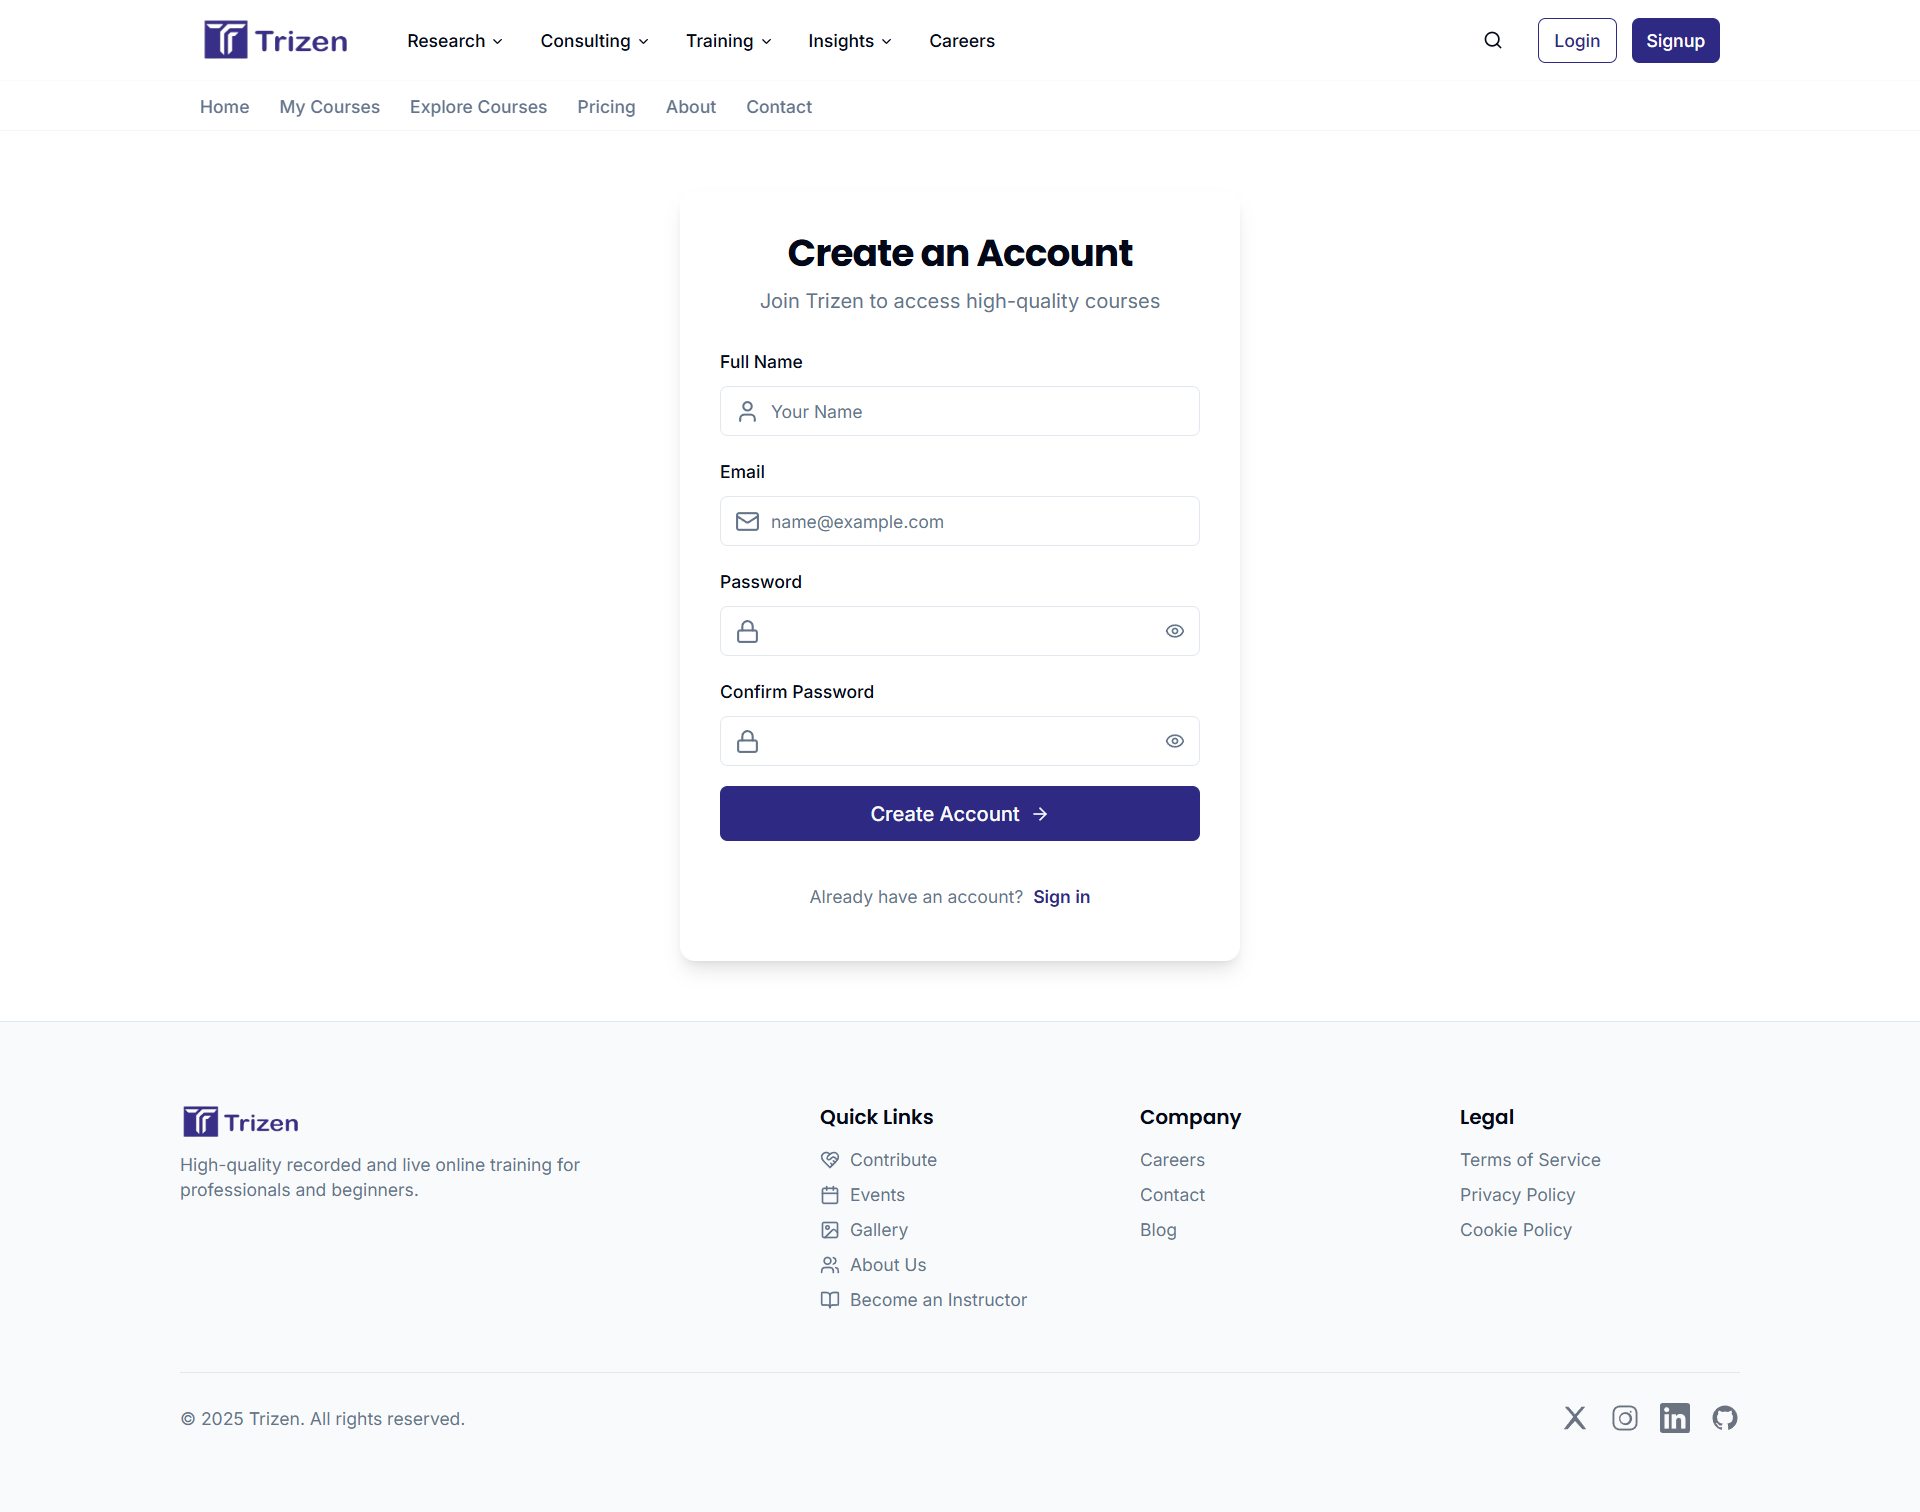 Trizen
Research
Consulting
Training
Insights
Careers
Login
Signup
Home
My Courses
Explore Courses
Pricing
About
Contact
Create an Account
Join Trizen to access high-quality courses
Full Name
Your Name
Email
name@example.com
Password
Confirm Password
Create Account
Already have an account? Sign in
Trizen
High-quality recorded and live online training for
professionals and beginners.
Quick Links
Contribute
Events
Gallery
About Us
Become an Instructor
Company
Careers
Contact
Blog
Legal
Terms of Service
Privacy Policy
Cookie Policy
© 2025 Trizen. All rights reserved.